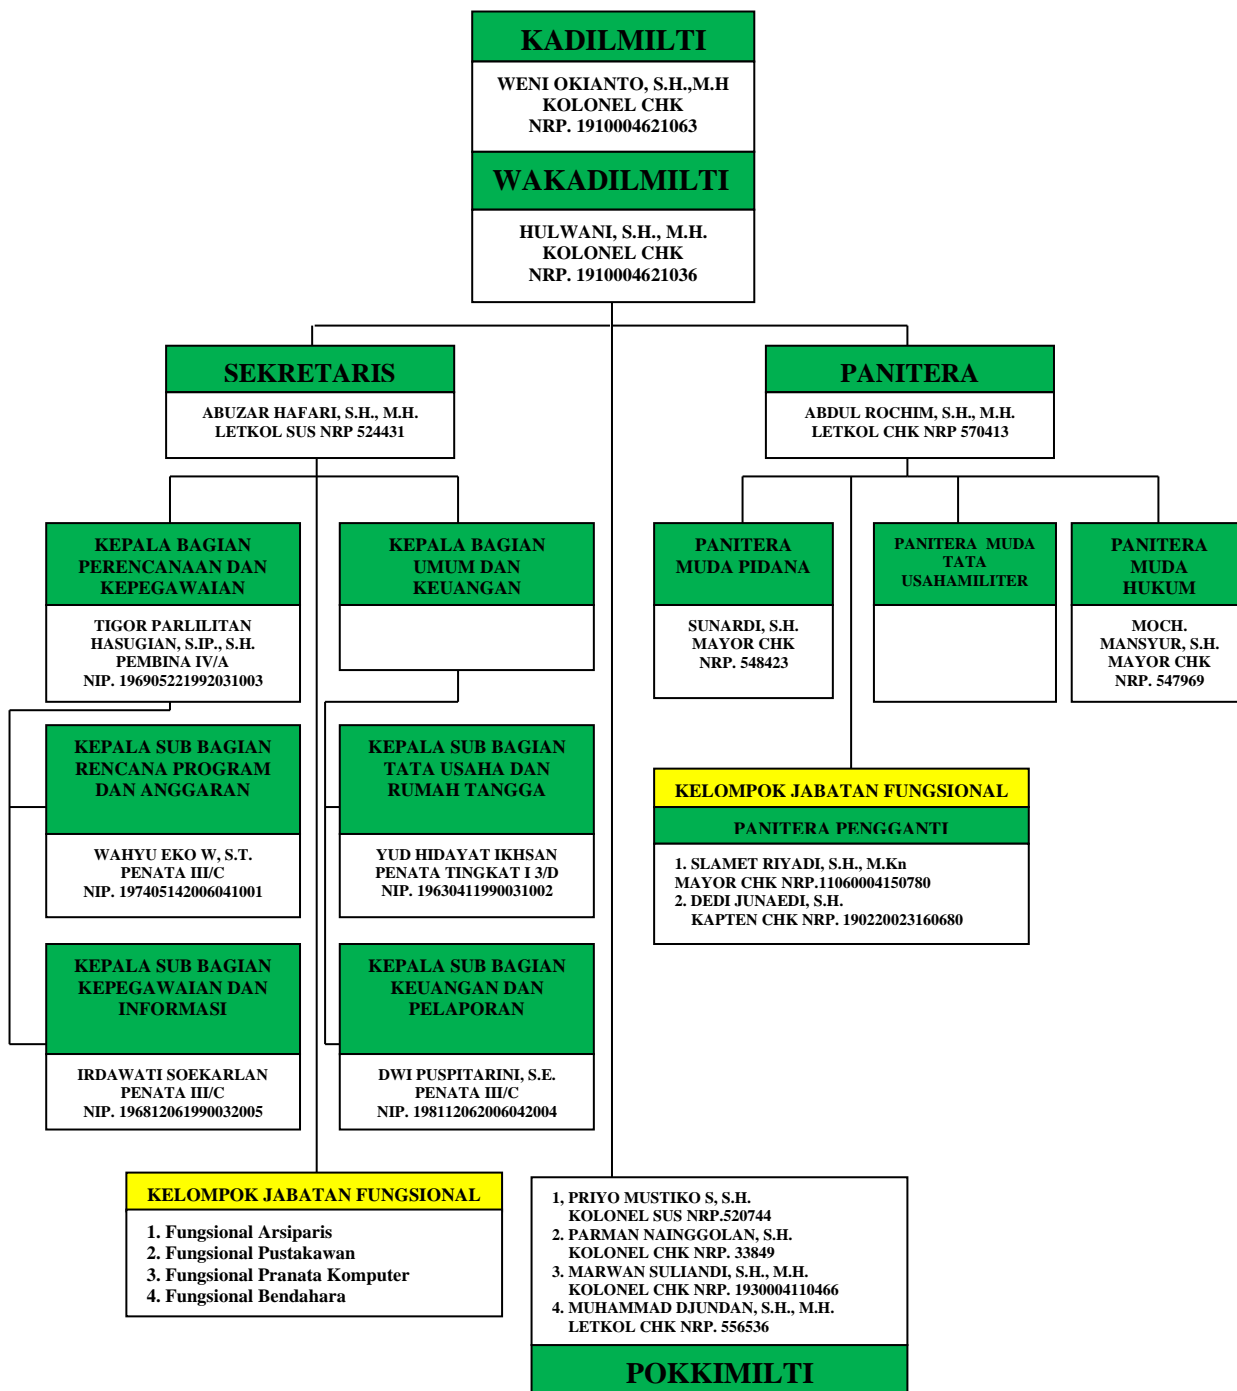 KADILMILTI
WENI OKIANTO, S.H.,M.H
KOLONEL CHK
NRP. 1910004621063
WAKADILMILTI
HULWANI, S.H., M.H.
KOLONEL CHK
NRP. 1910004621036
SEKRETARIS
ABUZAR HAFARI, S.H., M.H.
LETKOL SUS NRP 524431
PANITERA
ABDUL ROCHIM, S.H., M.H.
LETKOL CHK NRP 570413
KEPALA BAGIAN
PERENCANAAN DAN
KEPEGAWAIAN
TIGOR PARLILITAN
HASUGIAN, S.IP., S.H.
PEMBINA IV/A
NIP. 196905221992031003
KEPALA BAGIAN
UMUM DAN
KEUANGAN
PANITERA
MUDA PIDANA
SUNARDI, S.H.
MAYOR CHK
NRP. 548423
PANITERA MUDA
TATA
USAHAMILITER
PANITERA
MUDA
HUKUM
MOCH.
MANSYUR, S.H.
MAYOR CHK
NRP. 547969
KEPALA SUB BAGIAN
RENCANA PROGRAM
DAN ANGGARAN
WAHYU EKO W, S.T.
PENATA III/C
NIP. 197405142006041001
KEPALA SUB BAGIAN
TATA USAHA DAN
RUMAH TANGGA
YUD HIDAYAT IKHSAN
PENATA TINGKAT I 3/D
NIP. 19630411990031002
KELOMPOK JABATAN FUNGSIONAL
PANITERA PENGGANTI
1. SLAMET RIYADI, S.H., M.Kn
MAYOR CHK NRP.11060004150780
2. DEDI JUNAEDI, S.H.
KAPTEN CHK NRP. 190220023160680
KEPALA SUB BAGIAN
KEPEGAWAIAN DAN
INFORMASI
IRDAWATI SOEKARLAN
PENATA III/C
NIP. 196812061990032005
KEPALA SUB BAGIAN
KEUANGAN DAN
PELAPORAN
DWI PUSPITARINI, S.E.
PENATA III/C
NIP. 198112062006042004
KELOMPOK JABATAN FUNGSIONAL
1. Fungsional Arsiparis
2. Fungsional Pustakawan
3. Fungsional Pranata Komputer
4. Fungsional Bendahara
1, PRIYO MUSTIKO S, S.H.
KOLONEL SUS NRP.520744
2. PARMAN NAINGGOLAN, S.H.
KOLONEL CHK NRP. 33849
3. MARWAN SULIANDI, S.H., M.H.
KOLONEL CHK NRP. 1930004110466
4. MUHAMMAD DJUNDAN, S.H., M.H.
LETKOL CHK NRP. 556536
POKKIMILTI